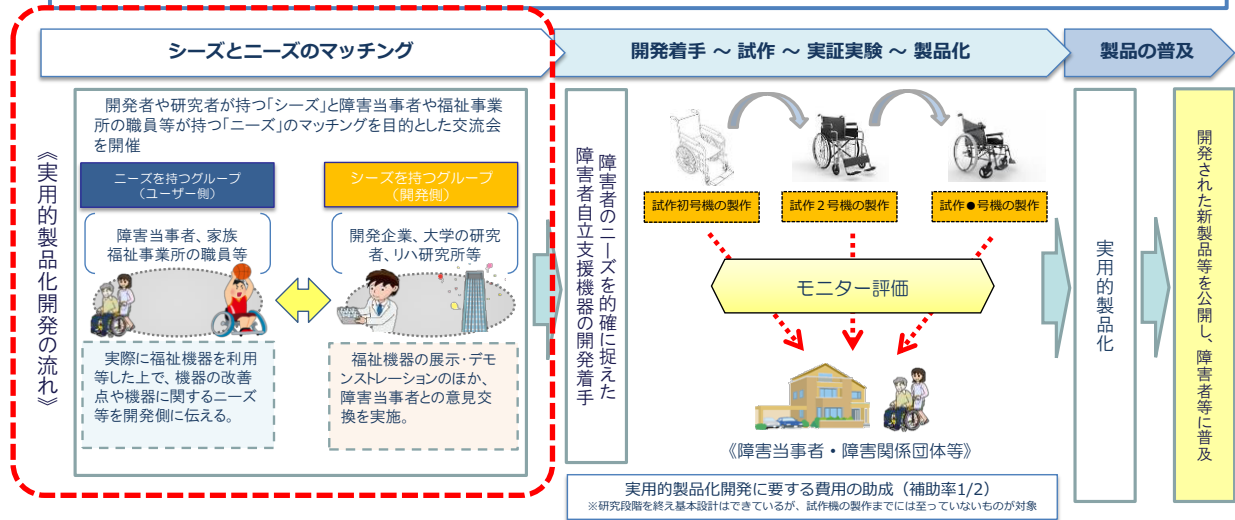 シーズとニーズのマッチング
開発着手 ～ 試作 ～ 実証実験 ～ 製品化
製品の普及
《実用的製品化開発の流れ》
開発者や研究者が持つ「シーズ」と障害当事者や福祉事業
所の職員等が持つ「ニーズ」のマッチングを目的とした交流会
を開催
ニーズを持つグループ
（ユーザー側）
シーズを持つグループ
（開発側）
障害当事者、家族
福祉事業所の職員等
開発企業、大学の研究
者、リハ研究所等
実際に福祉機器を利用
等した上で、機器の改善
点や機器に関するニーズ
等を開発側に伝える。
福祉機器の展示・デモ
ンストレーションのほか、
障害当事者との意見交
換を実施。
障害者のニーズを的確に捉えた
障害者自立支援機器の開発着手
試作初号機の製作
試作２号機の製作
試作●号機の製作
モニター評価
《障害当事者・障害関係団体等》
実用的製品化開発に要する費用の助成（補助率1/2）
※研究段階を終え基本設計はできているが、試作機の製作までには至っていないものが対象
実用的製品化
開発された新製品等を公開し、障害者等に普及